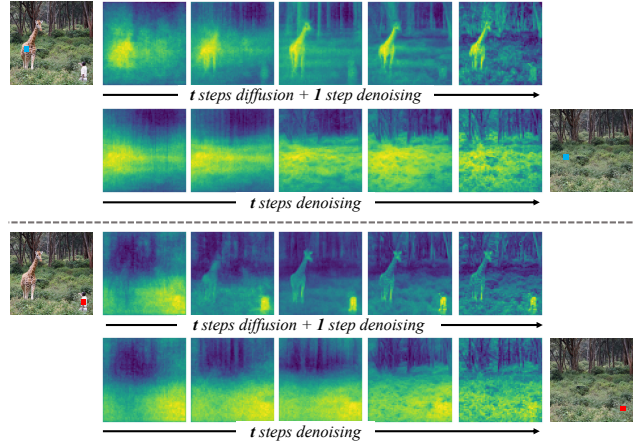 t steps diffusion + 1 step denoising
t steps denoising
t steps diffusion + 1 step denoising
t steps denoising